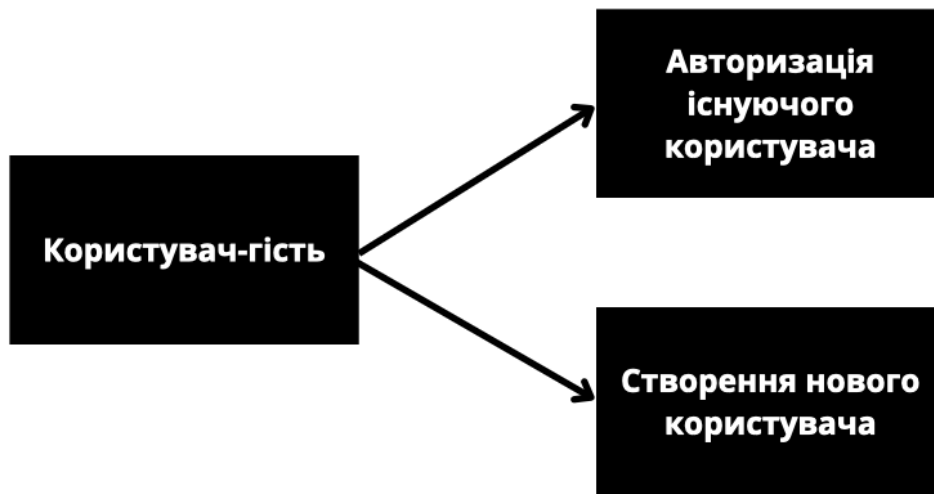 Авторизація
існуючого
користувача
Користувач-гість
Створення нового
користувача